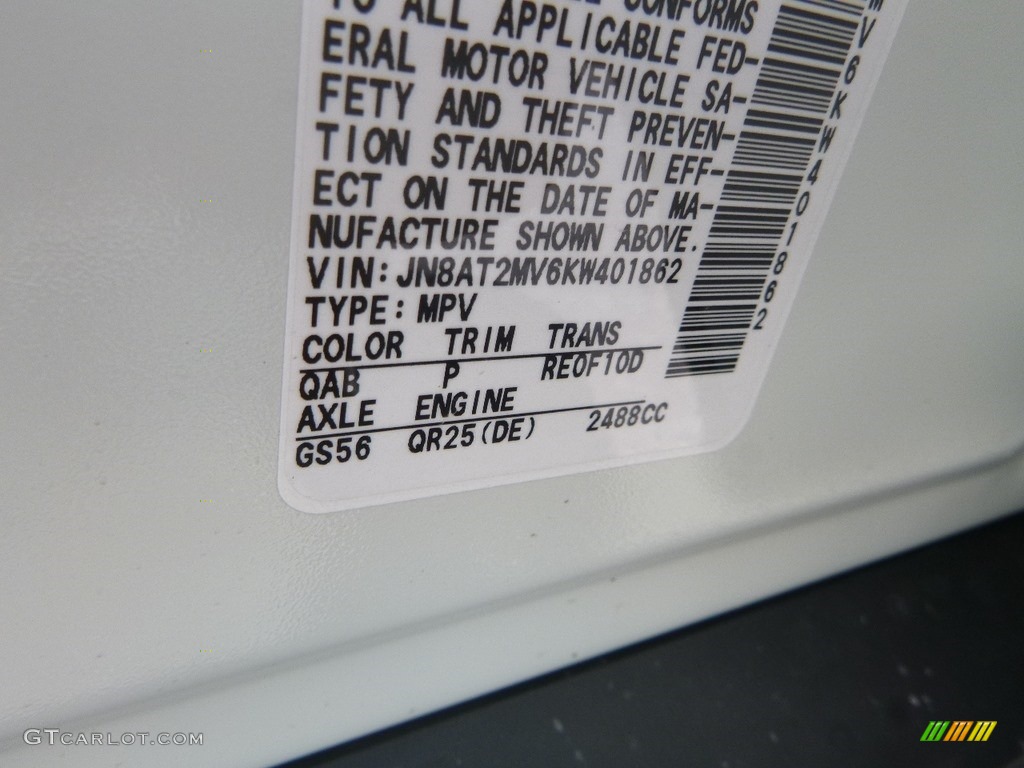 CONFORMS
TO ALL APPLICABLE FED-
ERAL MOTOR VEHICLE SA-
FETY AND THEFT PREVEN-
TION STANDARDS IN EFF-
ECT ON THE DATE OF MA-
NUFACTURE SHOWN ABOVE.
VIN: JN8AT2MV6KW401862
TYPE: MPV
COLOR TRIM TRANS
QAB P RE0F10D
AXLE ENGINE
GS56 QR25(DE) 2488CC
MV6KW401862
GTCARLOT.COM